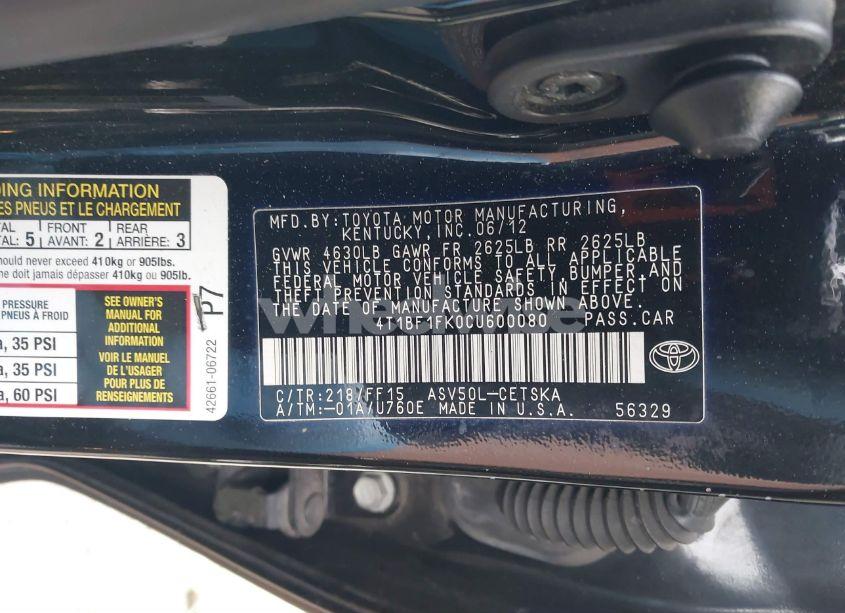 DING INFORMATION
ES PNEUS ET LE CHARGEMENT
TAL FRONT REAR
TAL: 5 AVANT: 2 ARRIÈRE: 3
should never exceed 410kg or 905lbs.
ne doit jamais dépasser 410kg ou 905lb.
PRESSURE
PNEUS À FROID
a, 35 PSI
a, 35 PSI
a, 60 PSI
SEE OWNER'S
MANUAL FOR
ADDITIONAL
INFORMATION
VOIR LE MANUEL
DE L'USAGER
POUR PLUS DE
RENSEIGNEMENTS
P7
42661-06722
MFD.BY:TOYOTA MOTOR MANUFACTURING,
KENTUCKY, INC.06/12
GVWR 4630LB GAWR FR 2625LB RR 2625LB
THIS VEHICLE CONFORMS TO ALL APPLICABLE
FEDERAL MOTOR VEHICLE SAFETY, BUMPER, AND
THEFT PREVENTION STANDARDS IN EFFECT ON
THE DATE OF MANUFACTURE SHOWN ABOVE.
4T1BF1FK0CU600080 PASS.CAR
C/TR:218/FF15 ASV50L-CETSKA
A/TM:-01A/U760E MADE IN U.S.A. 56329